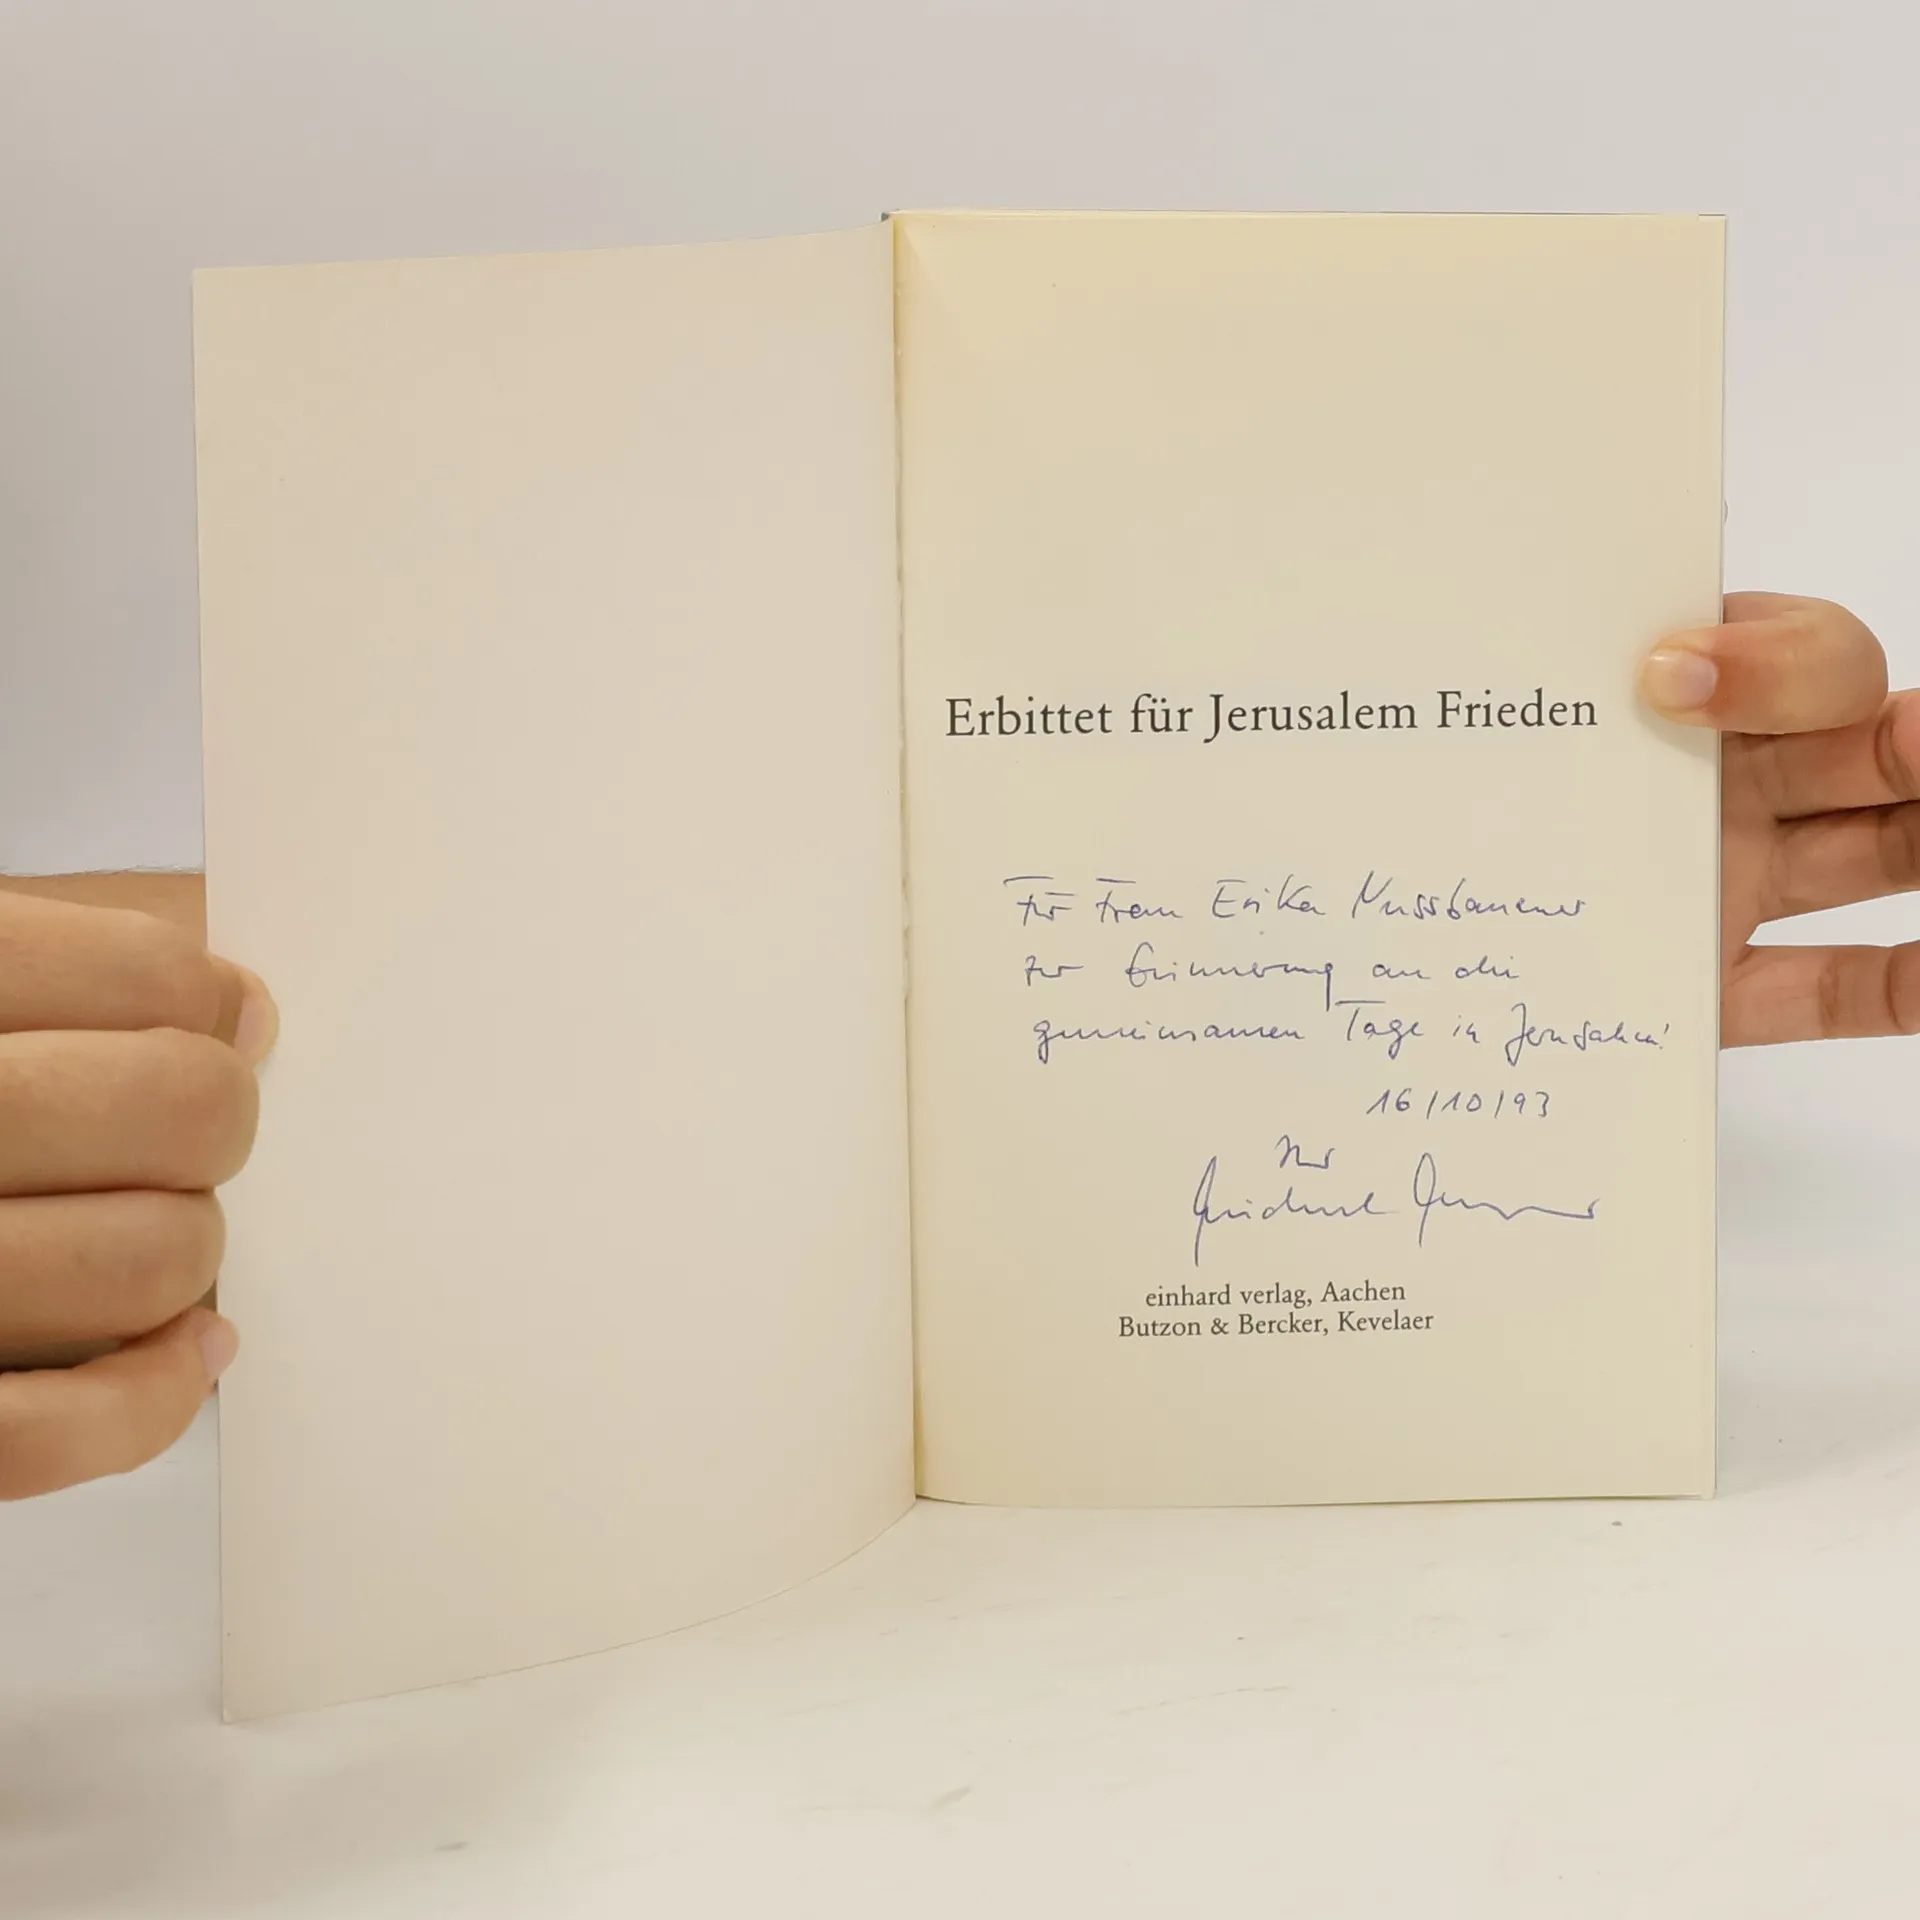 Erbittet für Jerusalem Frieden
Für Frau Erika Nussbaumer
zur Erinnerung an die
gemeinsamen Tage in Jerusalem!
16/10/93
Ihr
einhard verlag, Aachen
Butzon & Bercker, Kevelaer